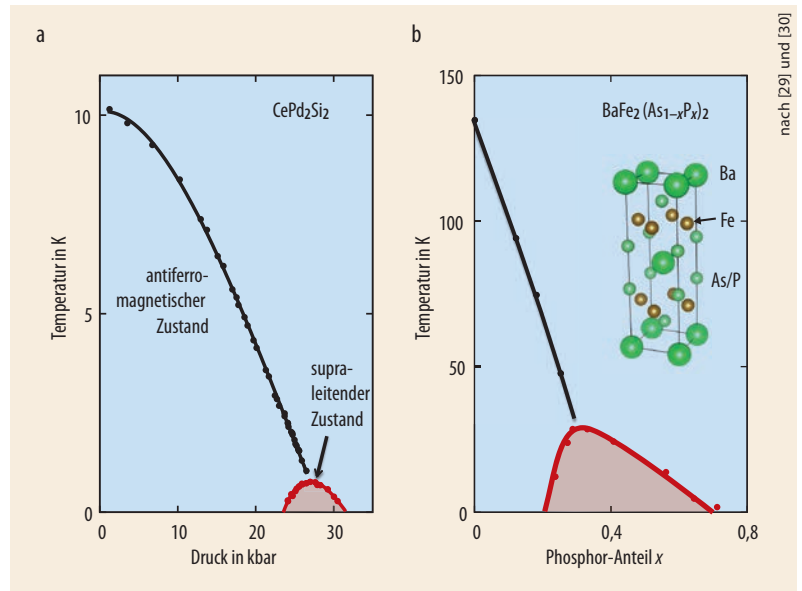 a
CePd₂Si₂
10
5
0
Temperatur in K
antiferro-
magnetischer
Zustand
supra-
leitender
Zustand
0
10
20
30
Druck in kbar
b
BaFe₂ (As₁₋ₓPₓ)₂
150
100
50
0
Temperatur in K
Ba
Fe
As/P
0
0,4
0,8
Phosphor-Anteil x
nach [29] und [30]